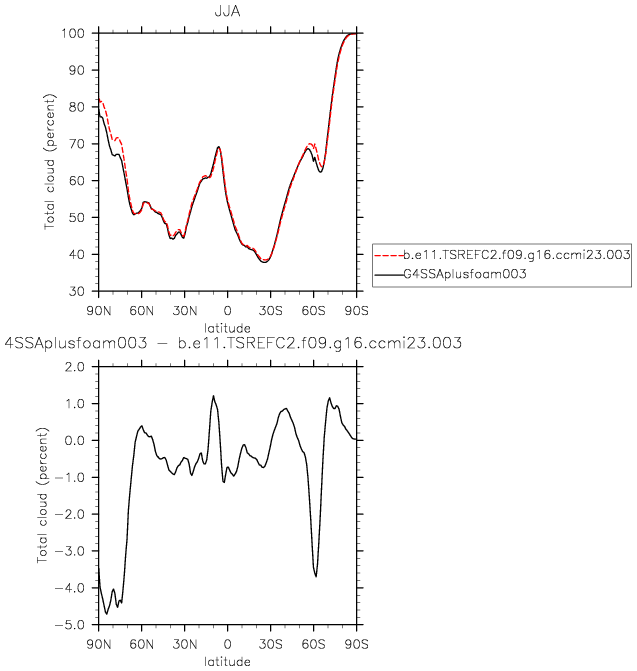 JJA
Total cloud (percent)
100
90
80
70
60
50
40
30
90N 60N 30N 0 30S 60S 90S
latitude
b.e11.TSREFC2.f09.g16.ccmi23.003
G4SSAplusfoam003
4SSAplusfoam003 – b.e11.TSREFC2.f09.g16.ccmi23.003
Total cloud (percent)
2.0
1.0
0.0
-1.0
-2.0
-3.0
-4.0
-5.0
90N 60N 30N 0 30S 60S 90S
latitude